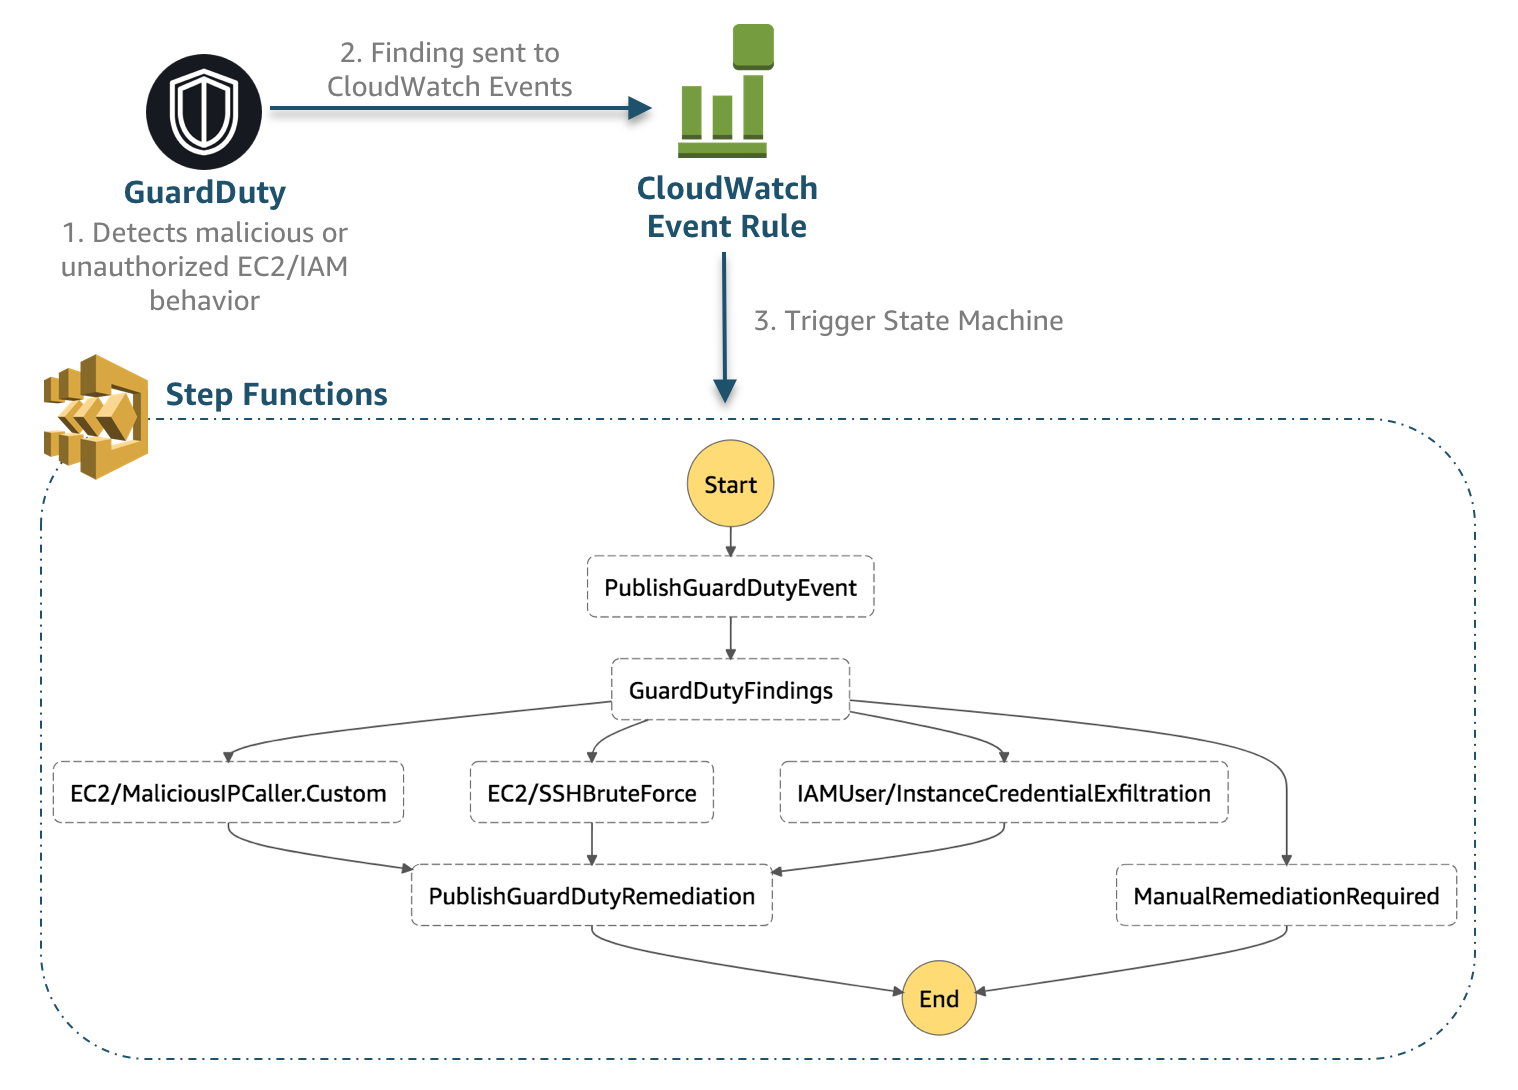 2. Finding sent to
CloudWatch Events
GuardDuty
1. Detects malicious or
unauthorized EC2/IAM
behavior
CloudWatch
Event Rule
3. Trigger State Machine
Step Functions
Start
PublishGuardDutyEvent
GuardDutyFindings
EC2/MaliciousIPCaller.Custom
EC2/SSHBruteForce
IAMUser/InstanceCredentialExfiltration
PublishGuardDutyRemediation
ManualRemediationRequired
End